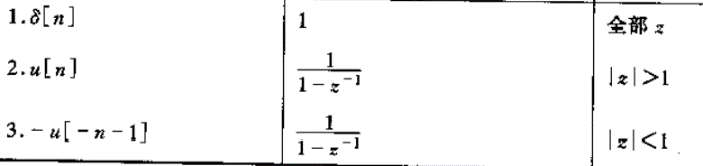 1. δ[n]	1	全部 z
2. u[n]	1/(1-z⁻¹)	|z|>1
3. -u[-n-1]	1/(1-z⁻¹)	|z|<1